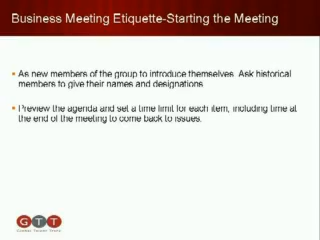 Business Meeting Etiquette-Starting the Meeting
As new members of the group to introduce themselves. Ask historical
members to give their names and designations
Preview the agenda and set a time limit for each item, including time at
the end of the meeting to come back to issues.
GTT